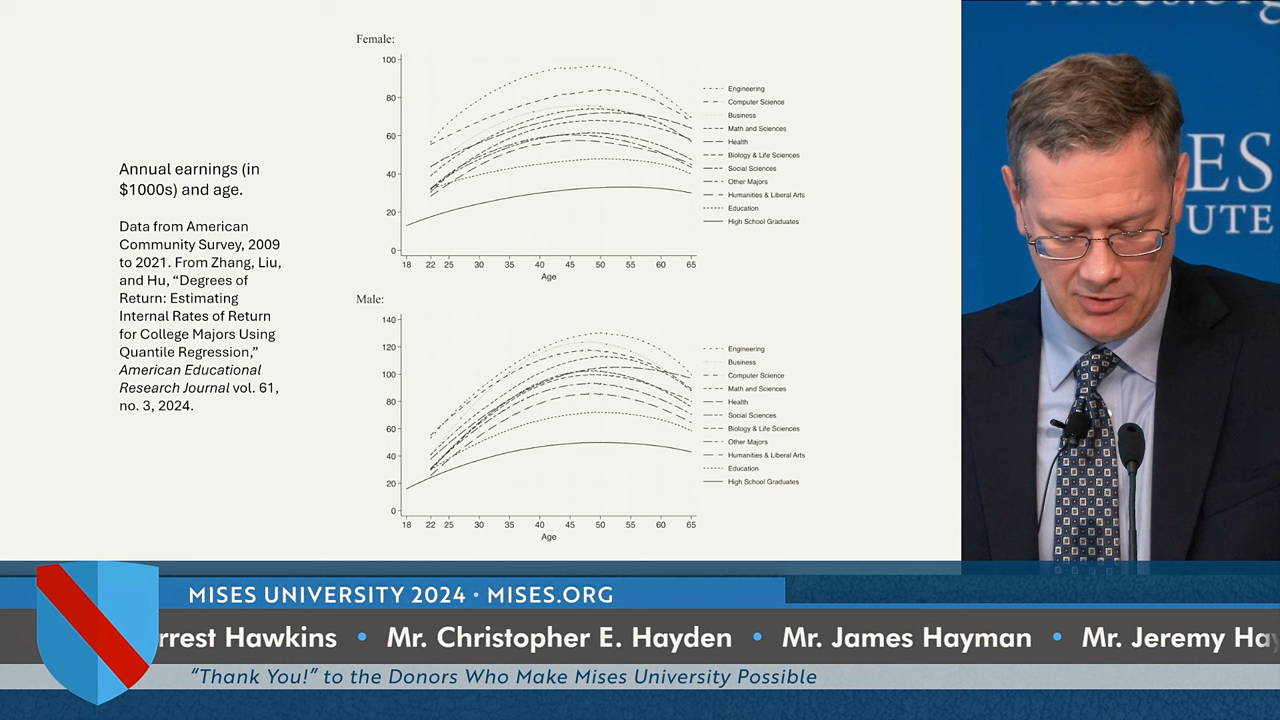 Mises.org
Female:
100
80
60
40
20
0
18 22 25 30 35 40 45 50 55 60 65
Age
Engineering
Computer Science
Business
Math and Sciences
Health
Biology & Life Sciences
Social Sciences
Other Majors
Humanities & Liberal Arts
Education
High School Graduates
Annual earnings (in
$1000s) and age.
Data from American
Community Survey, 2009
to 2021. From Zhang, Liu,
and Hu, “Degrees of
Return: Estimating
Internal Rates of Return
for College Majors Using
Quantile Regression,”
American Educational
Research Journal vol. 61,
no. 3, 2024.
Male:
140
120
100
80
60
40
20
0
18 22 25 30 35 40 45 50 55 60 65
Age
Engineering
Business
Computer Science
Math and Sciences
Health
Social Sciences
Biology & Life Sciences
Other Majors
Humanities & Liberal Arts
Education
High School Graduates
ES
UTE
MISES UNIVERSITY 2024 • MISES.ORG
rrest Hawkins • Mr. Christopher E. Hayden • Mr. James Hayman • Mr. Jeremy Hay
“Thank You!” to the Donors Who Make Mises University Possible